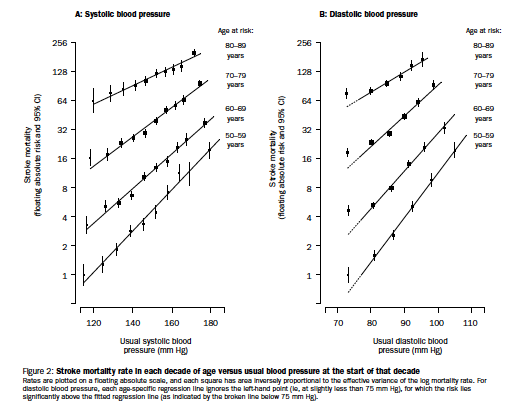 A: Systolic blood pressure
Age at risk:
256
128
64
32
16
8
4
2
1
80–89
years
70–79
years
60–69
years
50–59
years
Stroke mortality
(floating absolute risk and 95% CI)
120
140
160
180
Usual systolic blood
pressure (mm Hg)
B: Diastolic blood pressure
Age at risk:
256
128
64
32
16
8
4
2
1
80–89
years
70–79
years
60–69
years
50–59
years
Stroke mortality
(floating absolute risk and 95% CI)
70
80
90
100
110
Usual diastolic blood
pressure (mm Hg)
Figure 2: Stroke mortality rate in each decade of age versus usual blood pressure at the start of that decade
Rates are plotted on a floating absolute scale, and each square has area inversely proportional to the effective variance of the log mortality rate. For
diastolic blood pressure, each age-specific regression line ignores the left-hand point (ie, at slightly less than 75 mm Hg), for which the risk lies
significantly above the fitted regression line (as indicated by the broken line below 75 mm Hg).